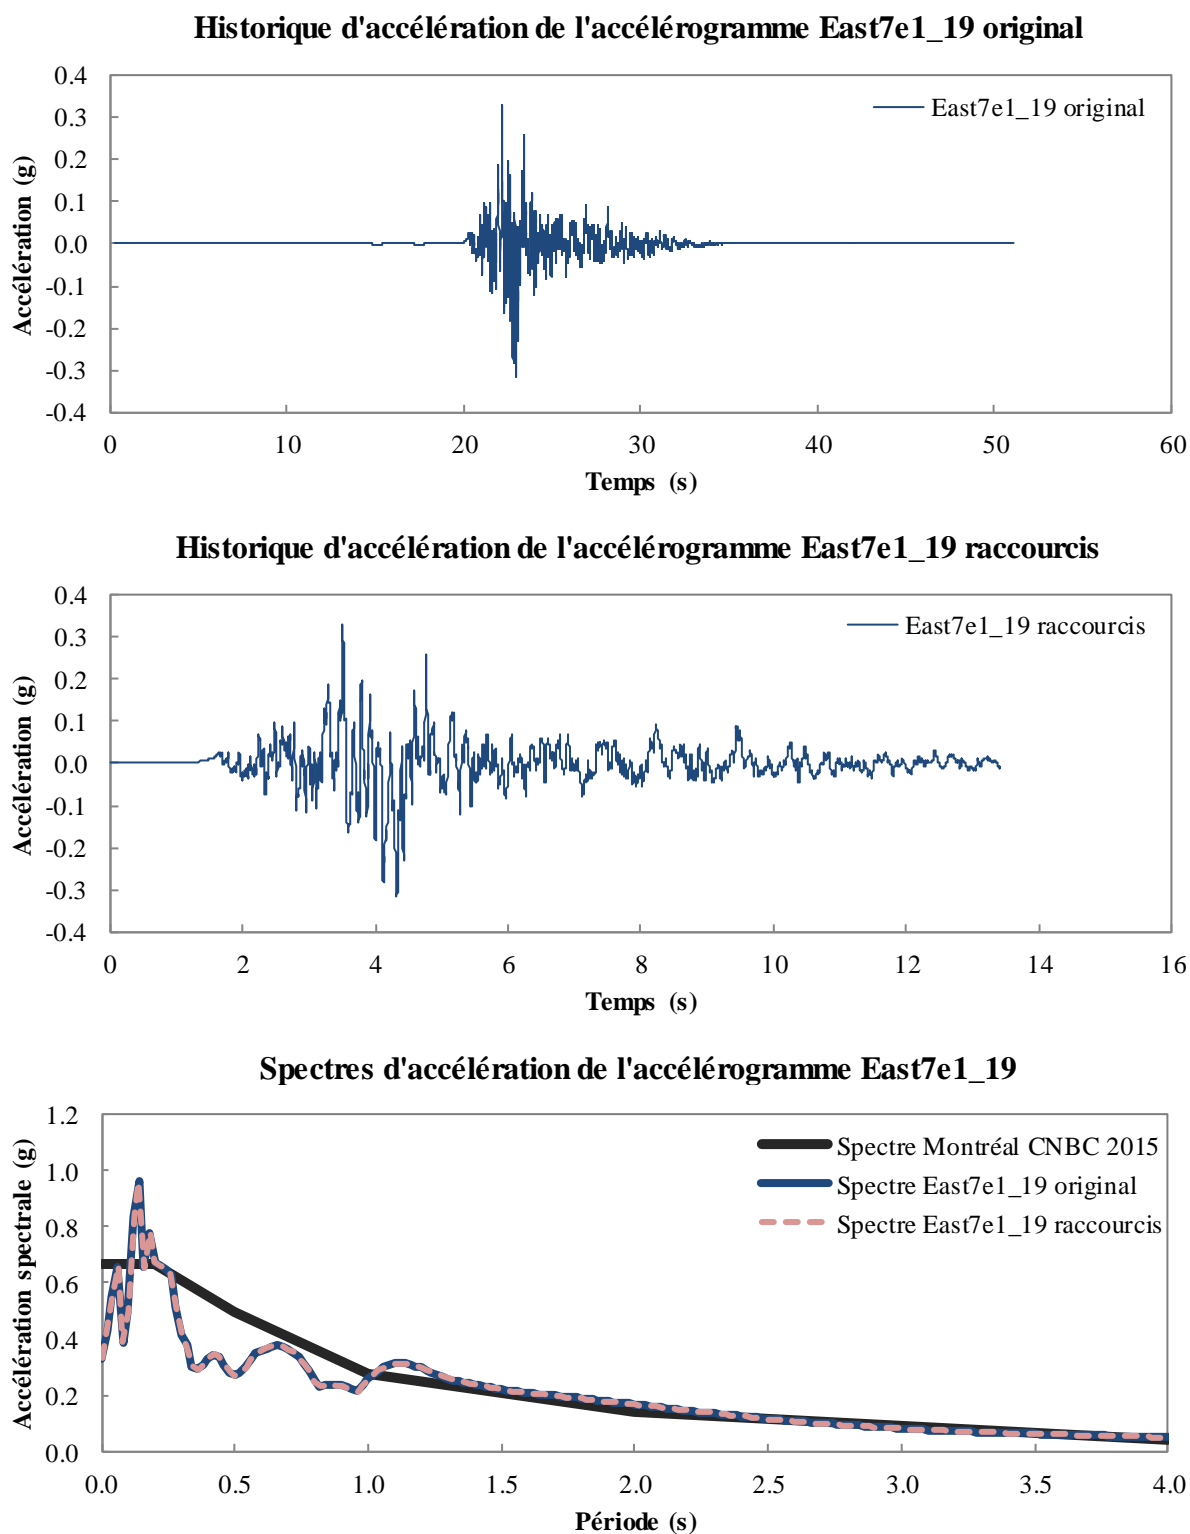 Historique d'accélération de l'accélérogramme East7e1_19 original
0.4
0.3
0.2
0.1
0.0
-0.1
-0.2
-0.3
-0.4
Accélération (g)
East7e1_19 original
0 10 20 30 40 50 60
Temps (s)
Historique d'accélération de l'accélérogramme East7e1_19 raccourcis
0.4
0.3
0.2
0.1
0.0
-0.1
-0.2
-0.3
-0.4
Accélération (g)
East7e1_19 raccourcis
0 2 4 6 8 10 12 14 16
Temps (s)
Spectres d'accélération de l'accélérogramme East7e1_19
1.2
1.0
0.8
0.6
0.4
0.2
0.0
Accélération spectrale (g)
Spectre Montréal CNBC 2015
Spectre East7e1_19 original
Spectre East7e1_19 raccourcis
0.0 0.5 1.0 1.5 2.0 2.5 3.0 3.5 4.0
Période (s)